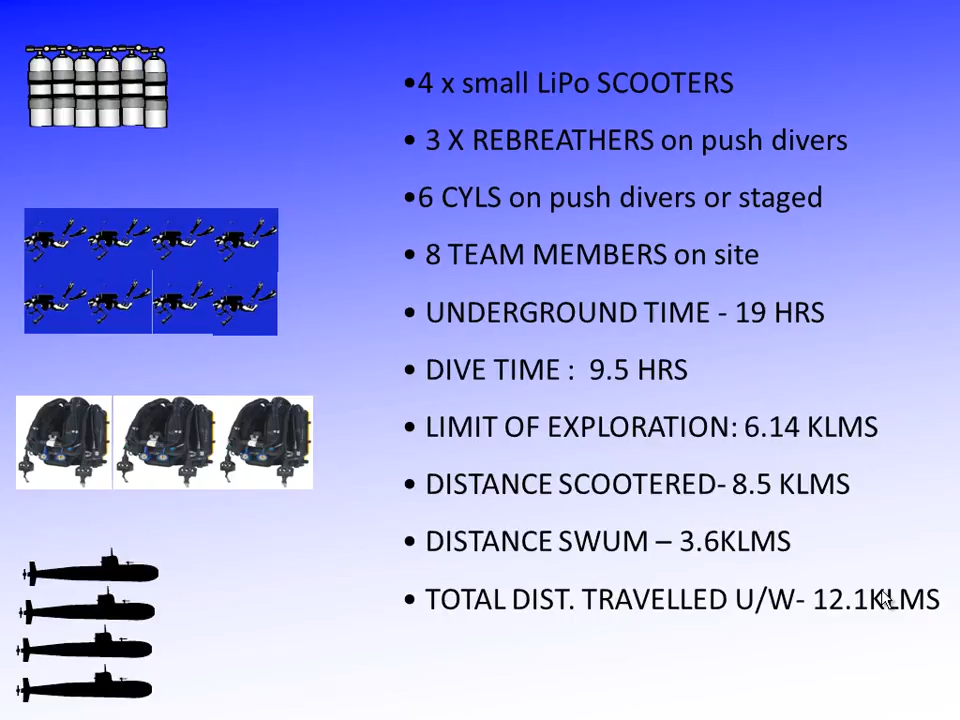 •4 x small LiPo SCOOTERS
• 3 X REBREATHERS on push divers
•6 CYLS on push divers or staged
• 8 TEAM MEMBERS on site
• UNDERGROUND TIME - 19 HRS
• DIVE TIME :  9.5 HRS
• LIMIT OF EXPLORATION: 6.14 KLMS
• DISTANCE SCOOTERED- 8.5 KLMS
• DISTANCE SWUM – 3.6KLMS
• TOTAL DIST. TRAVELLED U/W- 12.1KLMS